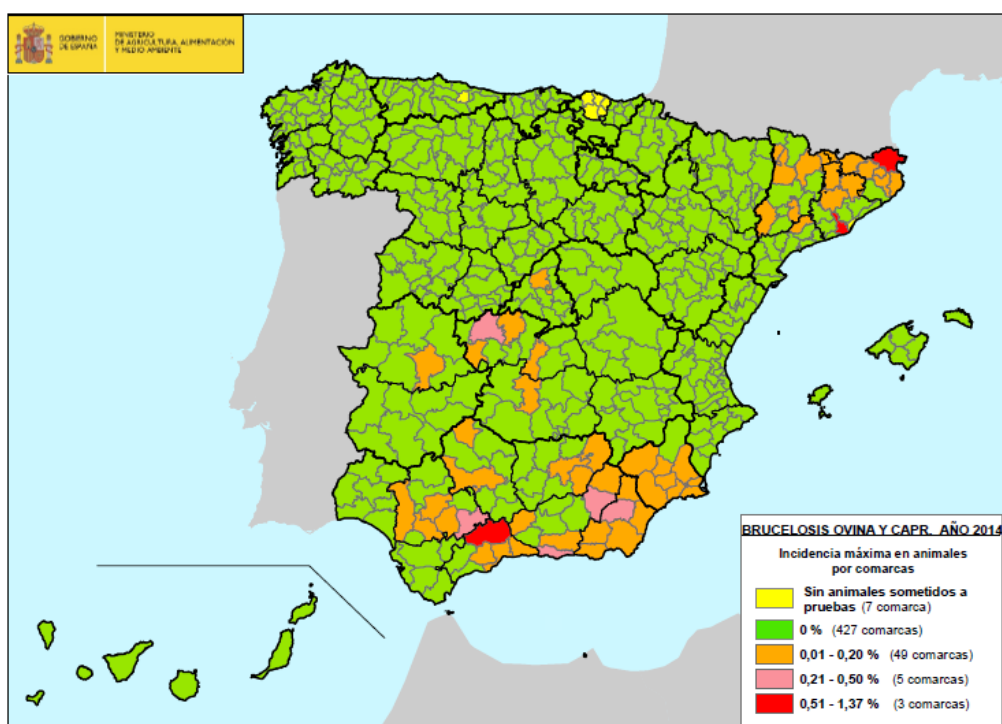 GOBIERNO
DE ESPAÑA
MINISTERIO
DE AGRICULTURA, ALIMENTACIÓN
Y MEDIO AMBIENTE
BRUCELOSIS OVINA Y CAPR. AÑO 2014
Incidencia máxima en animales
por comarcas
Sin animales sometidos a
pruebas (7 comarca)
0 % (427 comarcas)
0,01 - 0,20 % (49 comarcas)
0,21 - 0,50 % (5 comarcas)
0,51 - 1,37 % (3 comarcas)